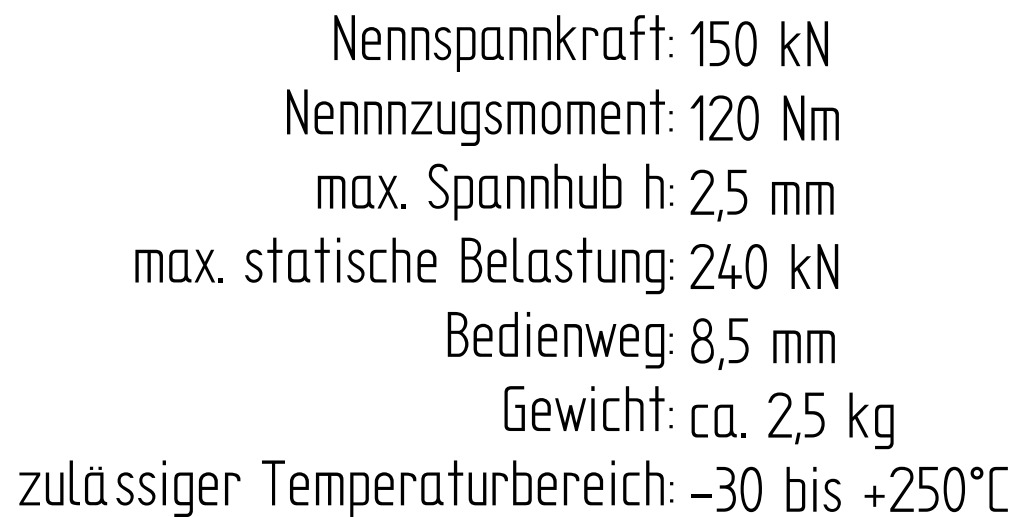 Nennspannkraft: 150 kN
Nennnzugsmoment: 120 Nm
max. Spannhub h: 2,5 mm
max. statische Belastung: 240 kN
Bedienweg: 8,5 mm
Gewicht: ca. 2,5 kg
zulässiger Temperaturbereich: -30 bis +250°C